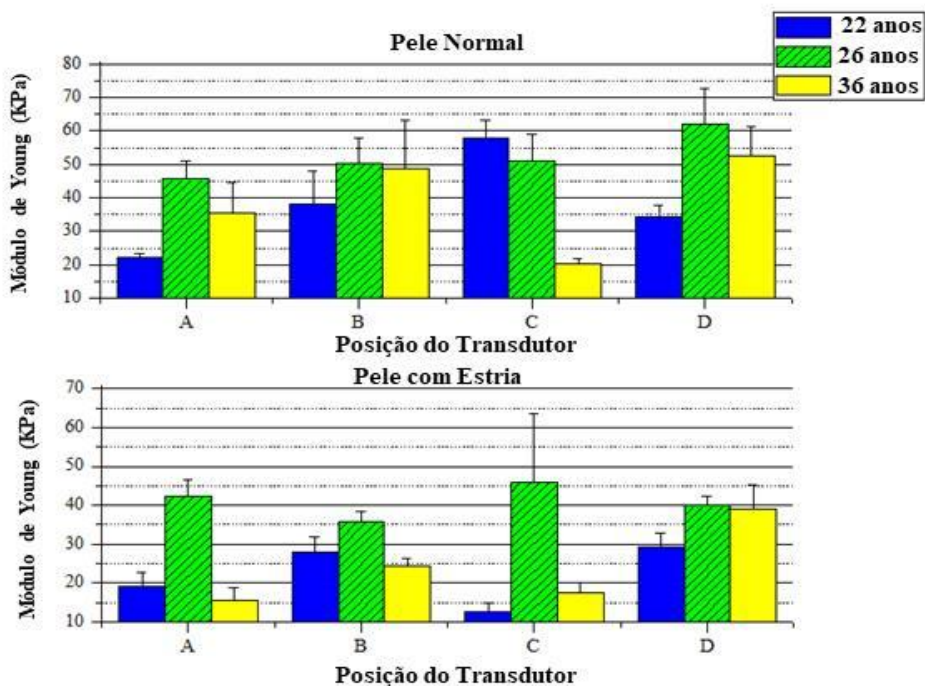 22 anos
26 anos
36 anos
Pele Normal
Módulo de Young (KPa)
80
70
60
50
40
30
20
10
A B C D
Posição do Transdutor
Pele com Estria
Módulo de Young (KPa)
70
60
50
40
30
20
10
A B C D
Posição do Transdutor